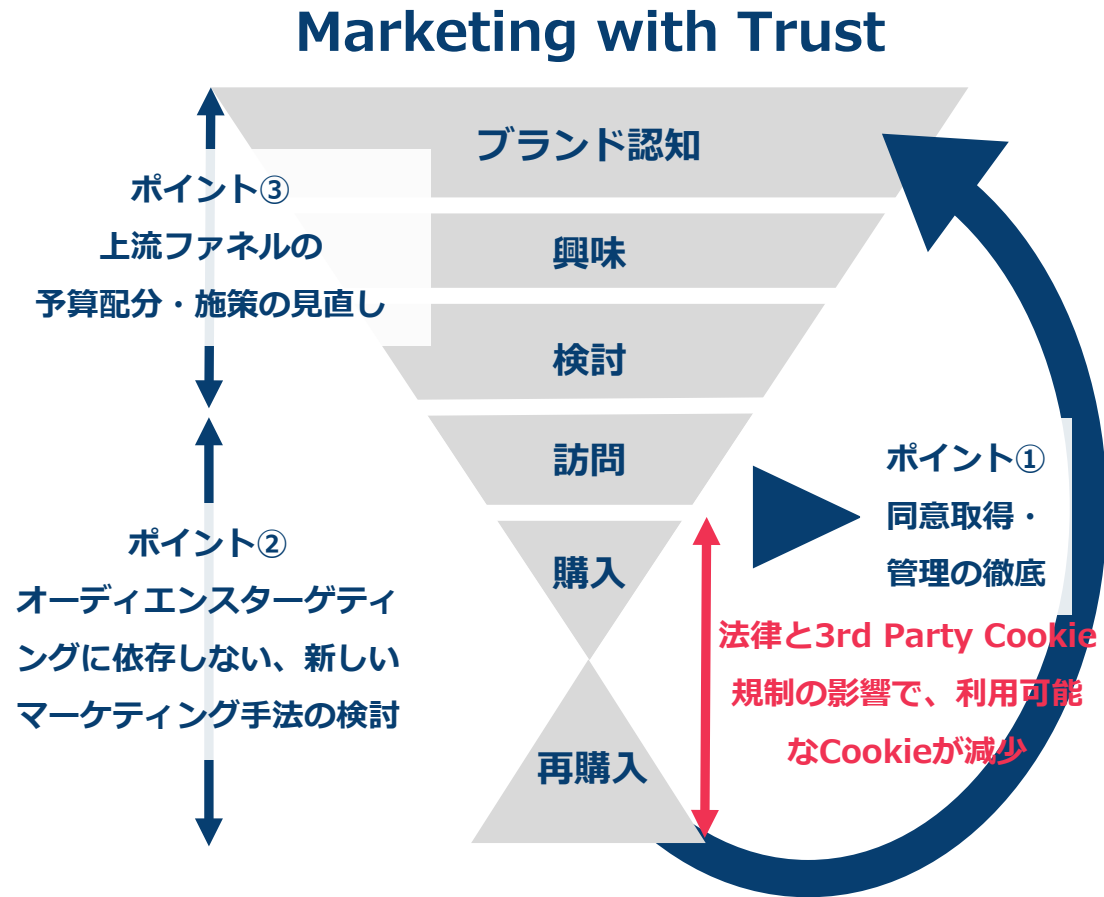 Marketing with Trust
ブランド認知
ポイント③
上流ファネルの
予算配分・施策の見直し
興味
検討
訪問
ポイント①
同意取得・
管理の徹底
ポイント②
オーディエンスターゲティ
ングに依存しない、新しい
マーケティング手法の検討
購入
法律と3rd Party Cookie
規制の影響で、利用可能
なCookieが減少
再購入